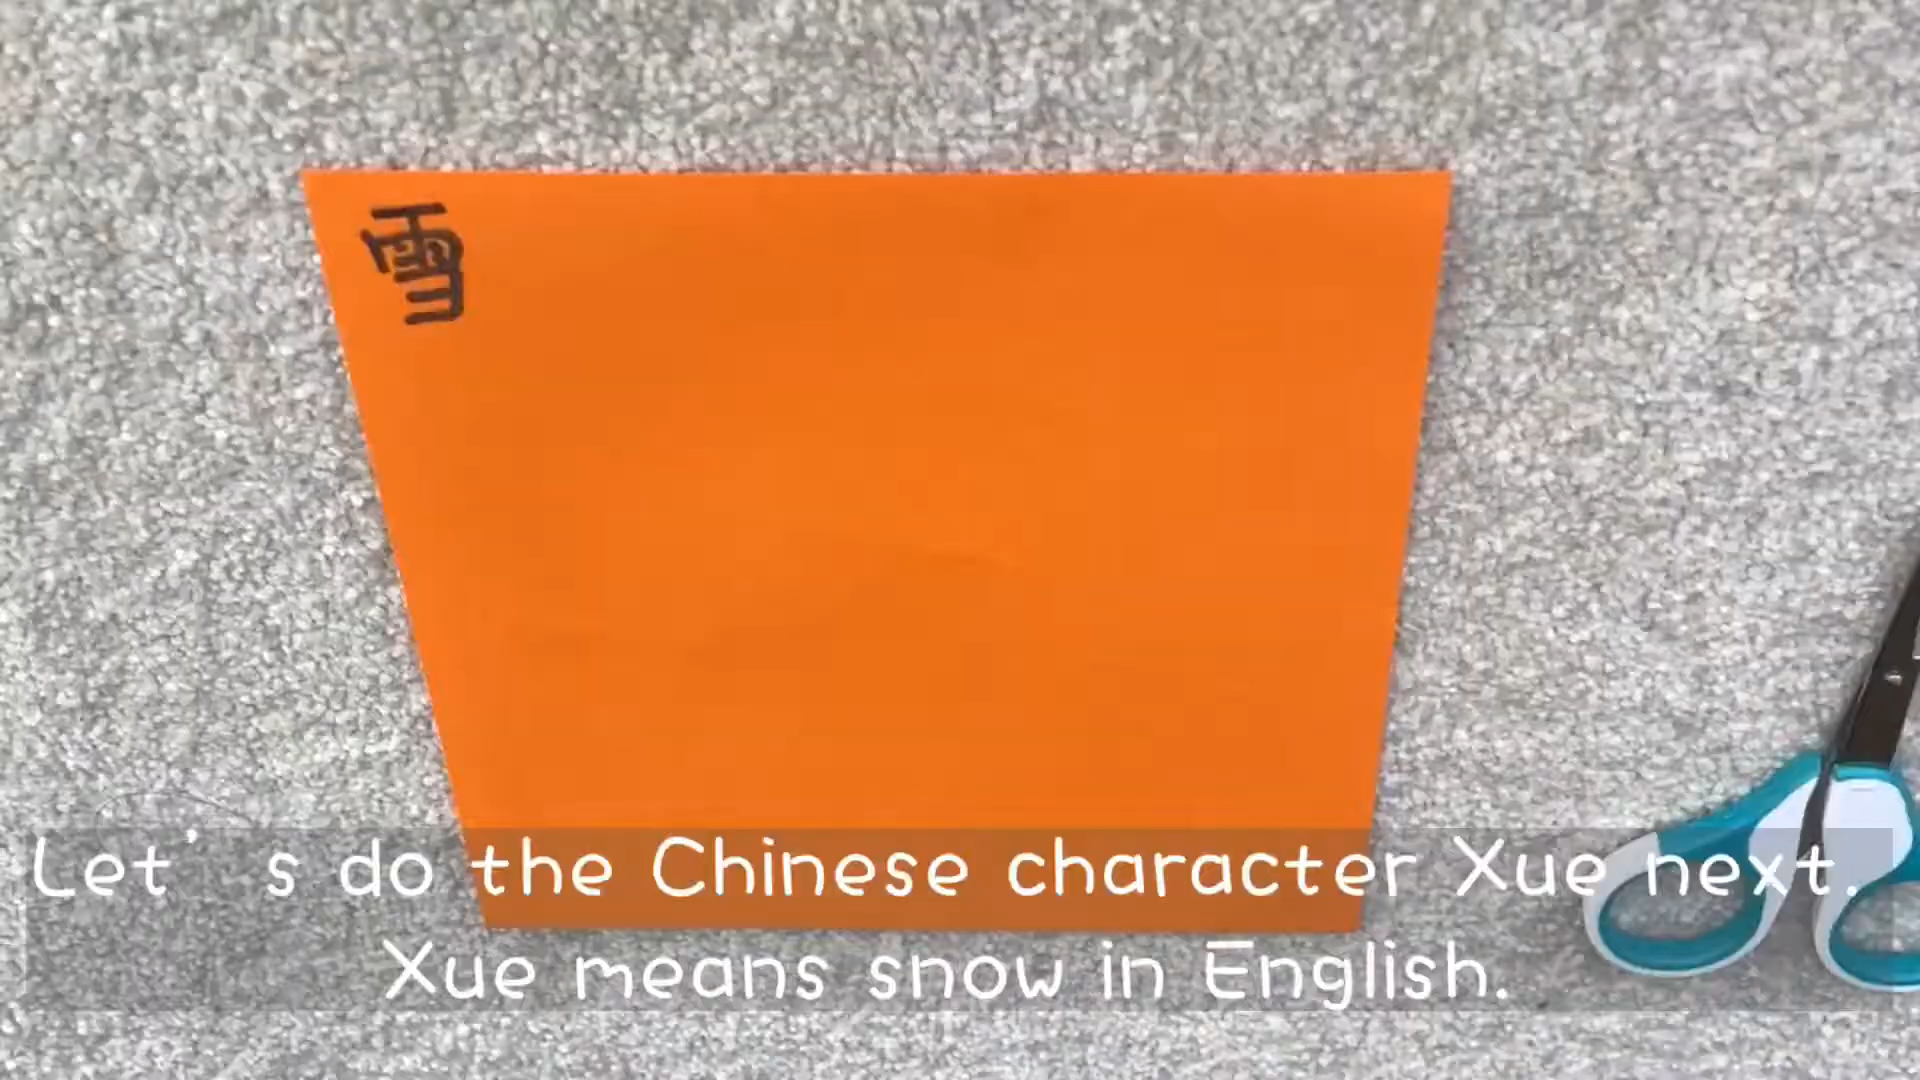 雪
Let's do the Chinese character Xue next.
Xue means snow in English.